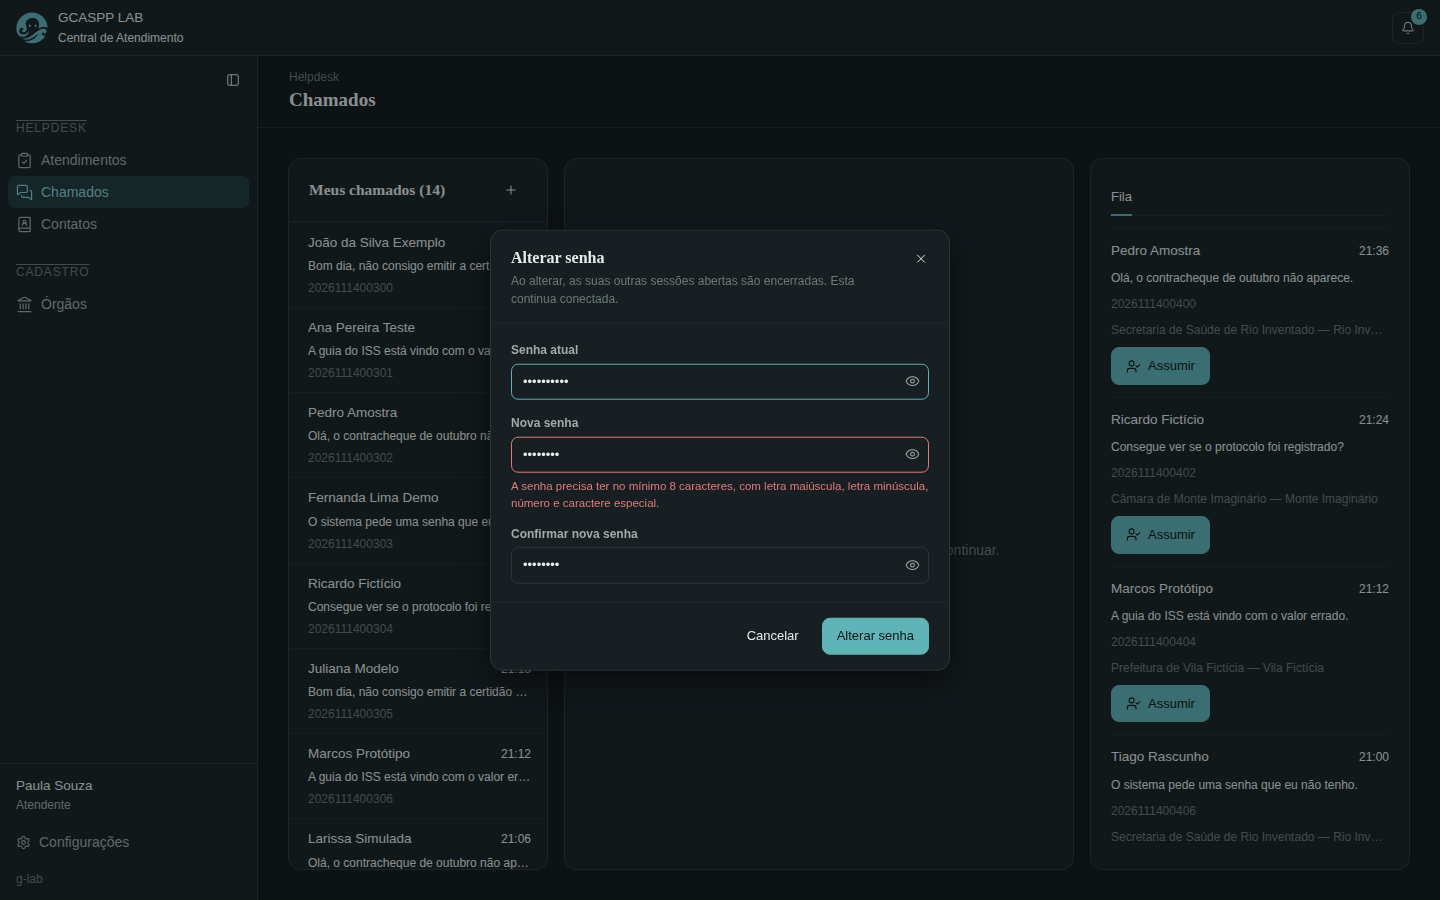 GCASPP LAB
Central de Atendimento
6
HELPDESK
Atendimentos
Chamados
Contatos
CADASTRO
Órgãos
Paula Souza
Atendente
Configurações
g-lab
Helpdesk
Chamados
Meus chamados (14)
João da Silva Exemplo
Bom dia, não consigo emitir a cert
2026111400300
Ana Pereira Teste
A guia do ISS está vindo com o va
2026111400301
Pedro Amostra
Olá, o contracheque de outubro nã
2026111400302
Fernanda Lima Demo
O sistema pede uma senha que eu
2026111400303
Ricardo Fictício
Consegue ver se o protocolo foi re
2026111400304
Juliana Modelo
Bom dia, não consigo emitir a certidão …
2026111400305
Marcos Protótipo 21:12
A guia do ISS está vindo com o valor er…
2026111400306
Larissa Simulada 21:06
Olá, o contracheque de outubro não ap…
Alterar senha
Ao alterar, as suas outras sessões abertas são encerradas. Esta
continua conectada.
Senha atual
••••••••••
Nova senha
••••••••
A senha precisa ter no mínimo 8 caracteres, com letra maiúscula, letra minúscula,
número e caractere especial.
Confirmar nova senha
••••••••
Cancelar
Alterar senha
ontinuar.
Fila
Pedro Amostra 21:36
Olá, o contracheque de outubro não aparece.
2026111400400
Secretaria de Saúde de Rio Inventado — Rio Inv…
Assumir
Ricardo Fictício 21:24
Consegue ver se o protocolo foi registrado?
2026111400402
Câmara de Monte Imaginário — Monte Imaginário
Assumir
Marcos Protótipo 21:12
A guia do ISS está vindo com o valor errado.
2026111400404
Prefeitura de Vila Fictícia — Vila Fictícia
Assumir
Tiago Rascunho 21:00
O sistema pede uma senha que eu não tenho.
2026111400406
Secretaria de Saúde de Rio Inventado — Rio Inv…